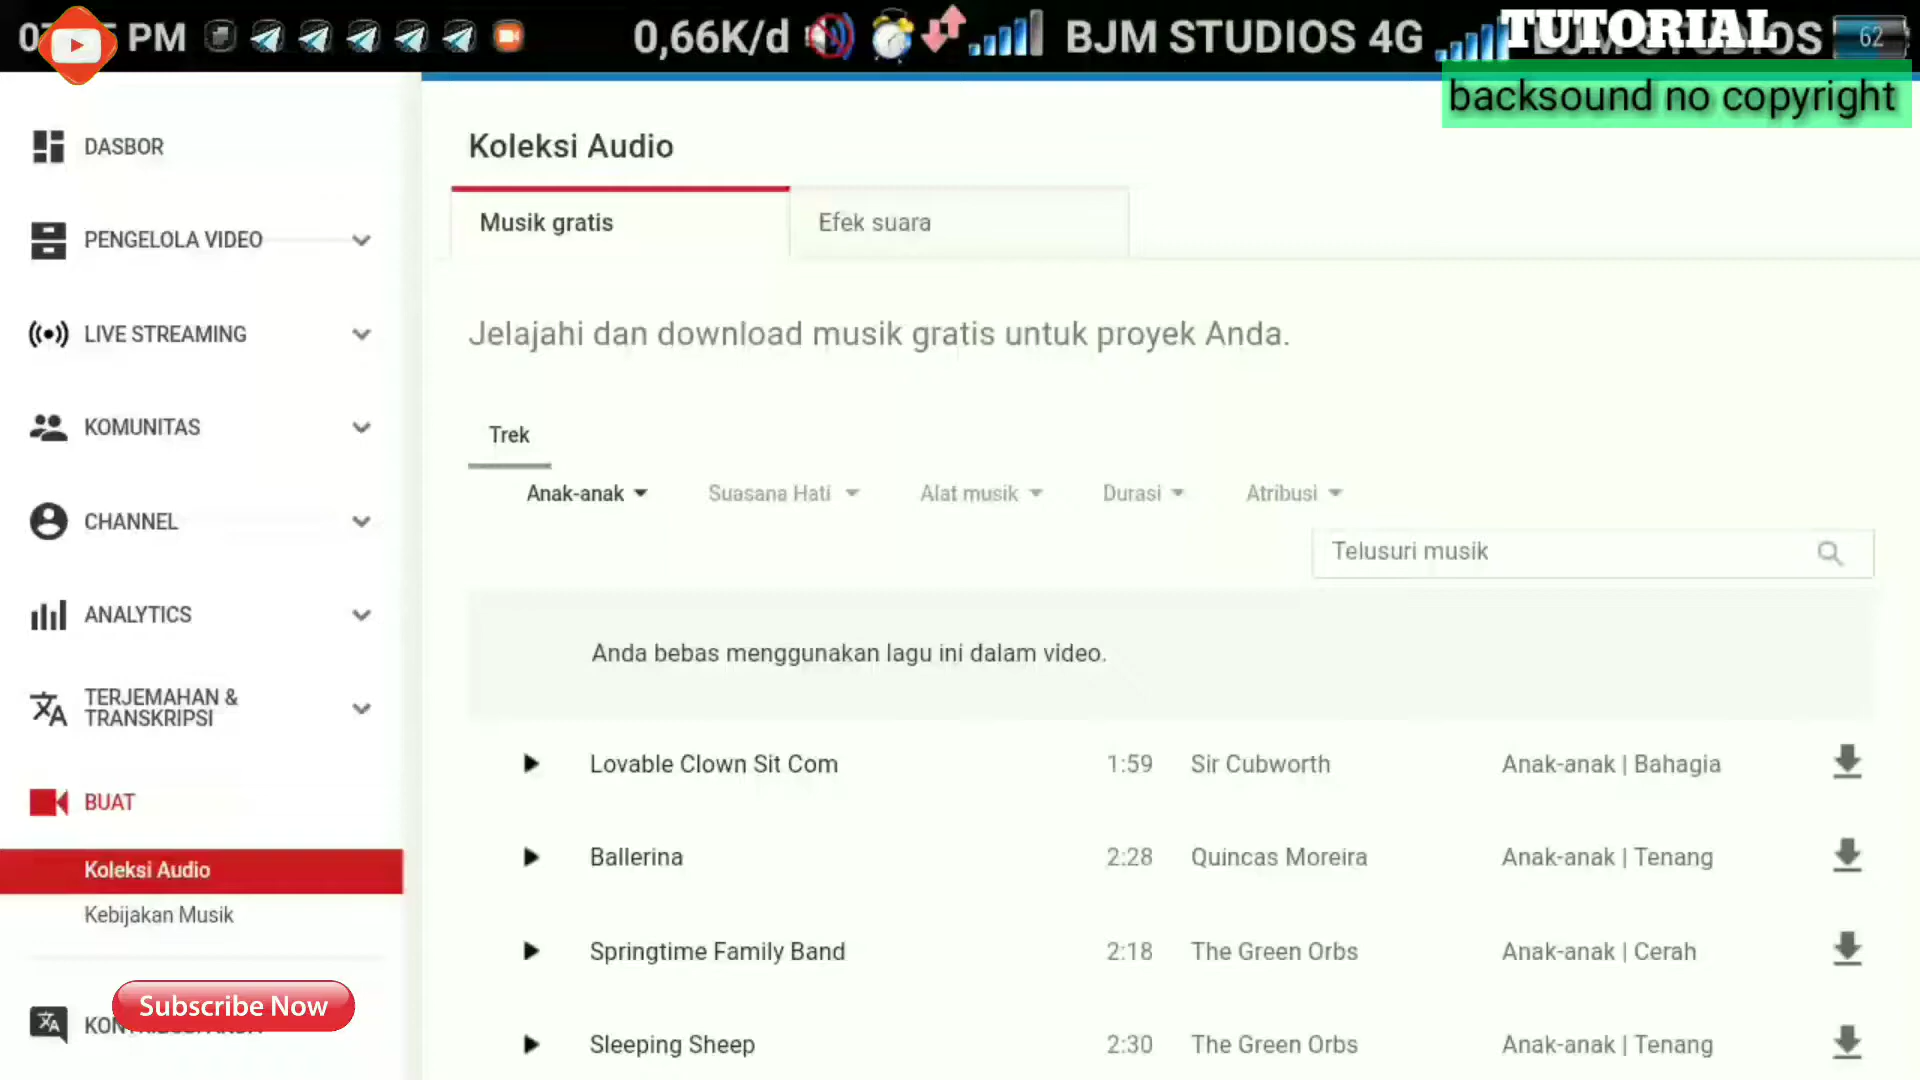 PM 0,66K/d BJM STUDIOS 4G 62
TUTORIAL
backsound no copyright
DASBOR
PENGELOLA VIDEO
LIVE STREAMING
KOMUNITAS
CHANNEL
ANALYTICS
TERJEMAHAN &
TRANSKRIPSI
BUAT
Koleksi Audio
Kebijakan Musik
Subscribe Now
Koleksi Audio
Musik gratis Efek suara
Jelajahi dan download musik gratis untuk proyek Anda.
Trek
Anak-anak Suasana Hati Alat musik Durasi Atribusi
Telusuri musik
Anda bebas menggunakan lagu ini dalam video.
Lovable Clown Sit Com 1:59 Sir Cubworth Anak-anak | Bahagia
Ballerina 2:28 Quincas Moreira Anak-anak | Tenang
Springtime Family Band 2:18 The Green Orbs Anak-anak | Cerah
Sleeping Sheep 2:30 The Green Orbs Anak-anak | Tenang